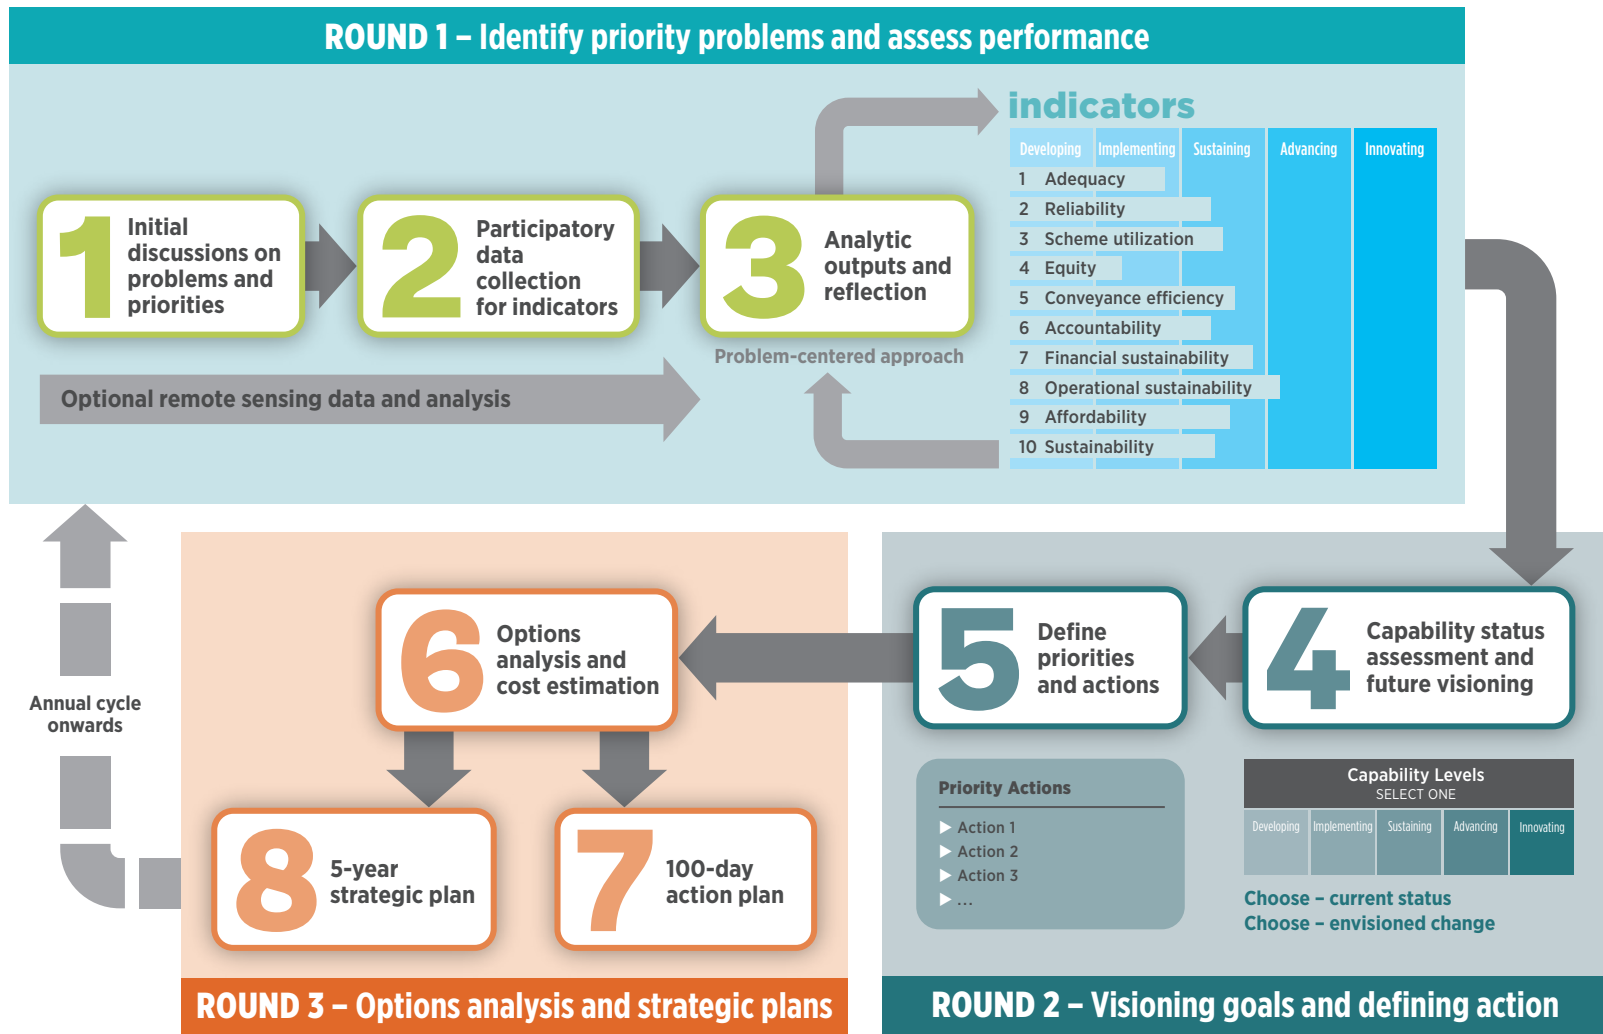 ROUND 1 – Identify priority problems and assess performance
1
Initial
discussions on
problems and
priorities
2
Participatory
data
collection
for indicators
3
Analytic
outputs and
reflection
Problem-centered approach
Optional remote sensing data and analysis
indicators
Developing Implementing Sustaining Advancing Innovating
1 Adequacy
2 Reliability
3 Scheme utilization
4 Equity
5 Conveyance efficiency
6 Accountability
7 Financial sustainability
8 Operational sustainability
9 Affordability
10 Sustainability
4
Capability status
assessment and
future visioning
Capability Levels
SELECT ONE
Developing Implementing Sustaining Advancing Innovating
Choose – current status
Choose – envisioned change
5
Define
priorities
and actions
Priority Actions
Action 1
Action 2
Action 3
...
ROUND 2 – Visioning goals and defining action
6
Options
analysis and
cost estimation
7
100-day
action plan
8
5-year
strategic plan
ROUND 3 – Options analysis and strategic plans
Annual cycle
onwards